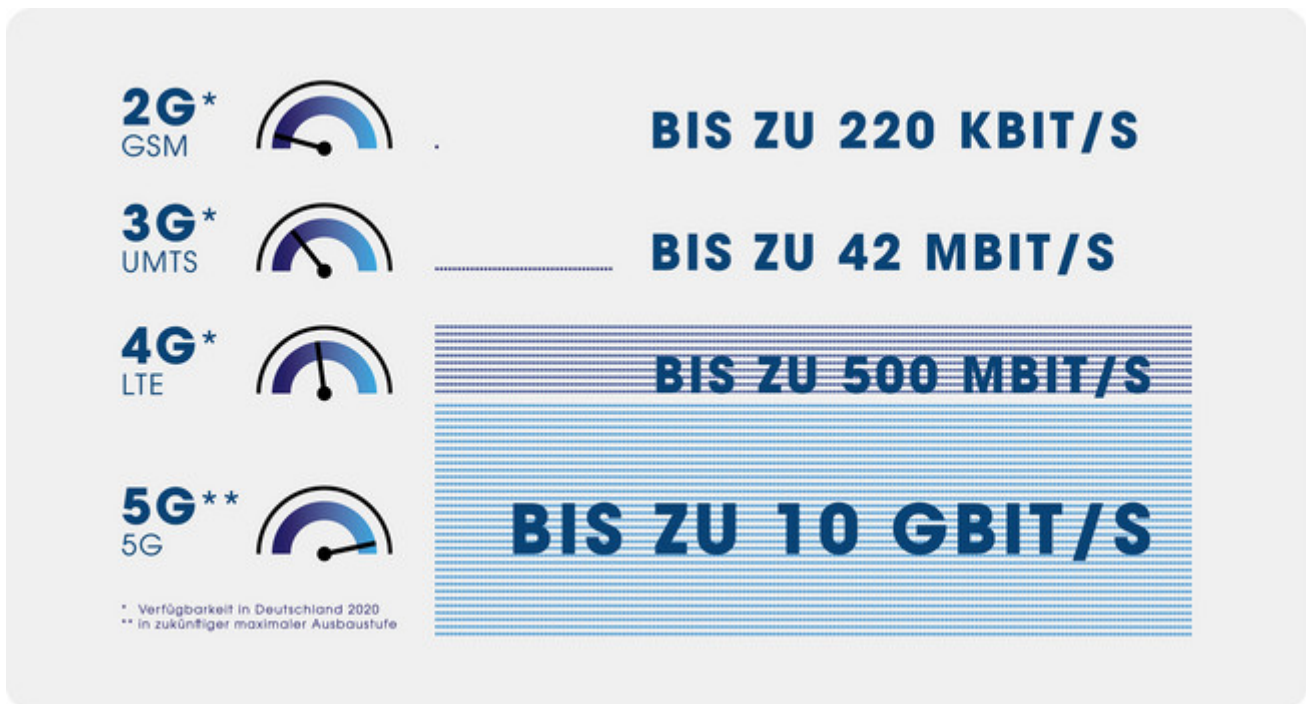 2G*
GSM
BIS ZU 220 KBIT/S
3G*
UMTS
BIS ZU 42 MBIT/S
4G*
LTE
BIS ZU 500 MBIT/S
5G**
5G
BIS ZU 10 GBIT/S
* Verfügbarkeit in Deutschland 2020
** in zukünftiger maximaler Ausbaustufe